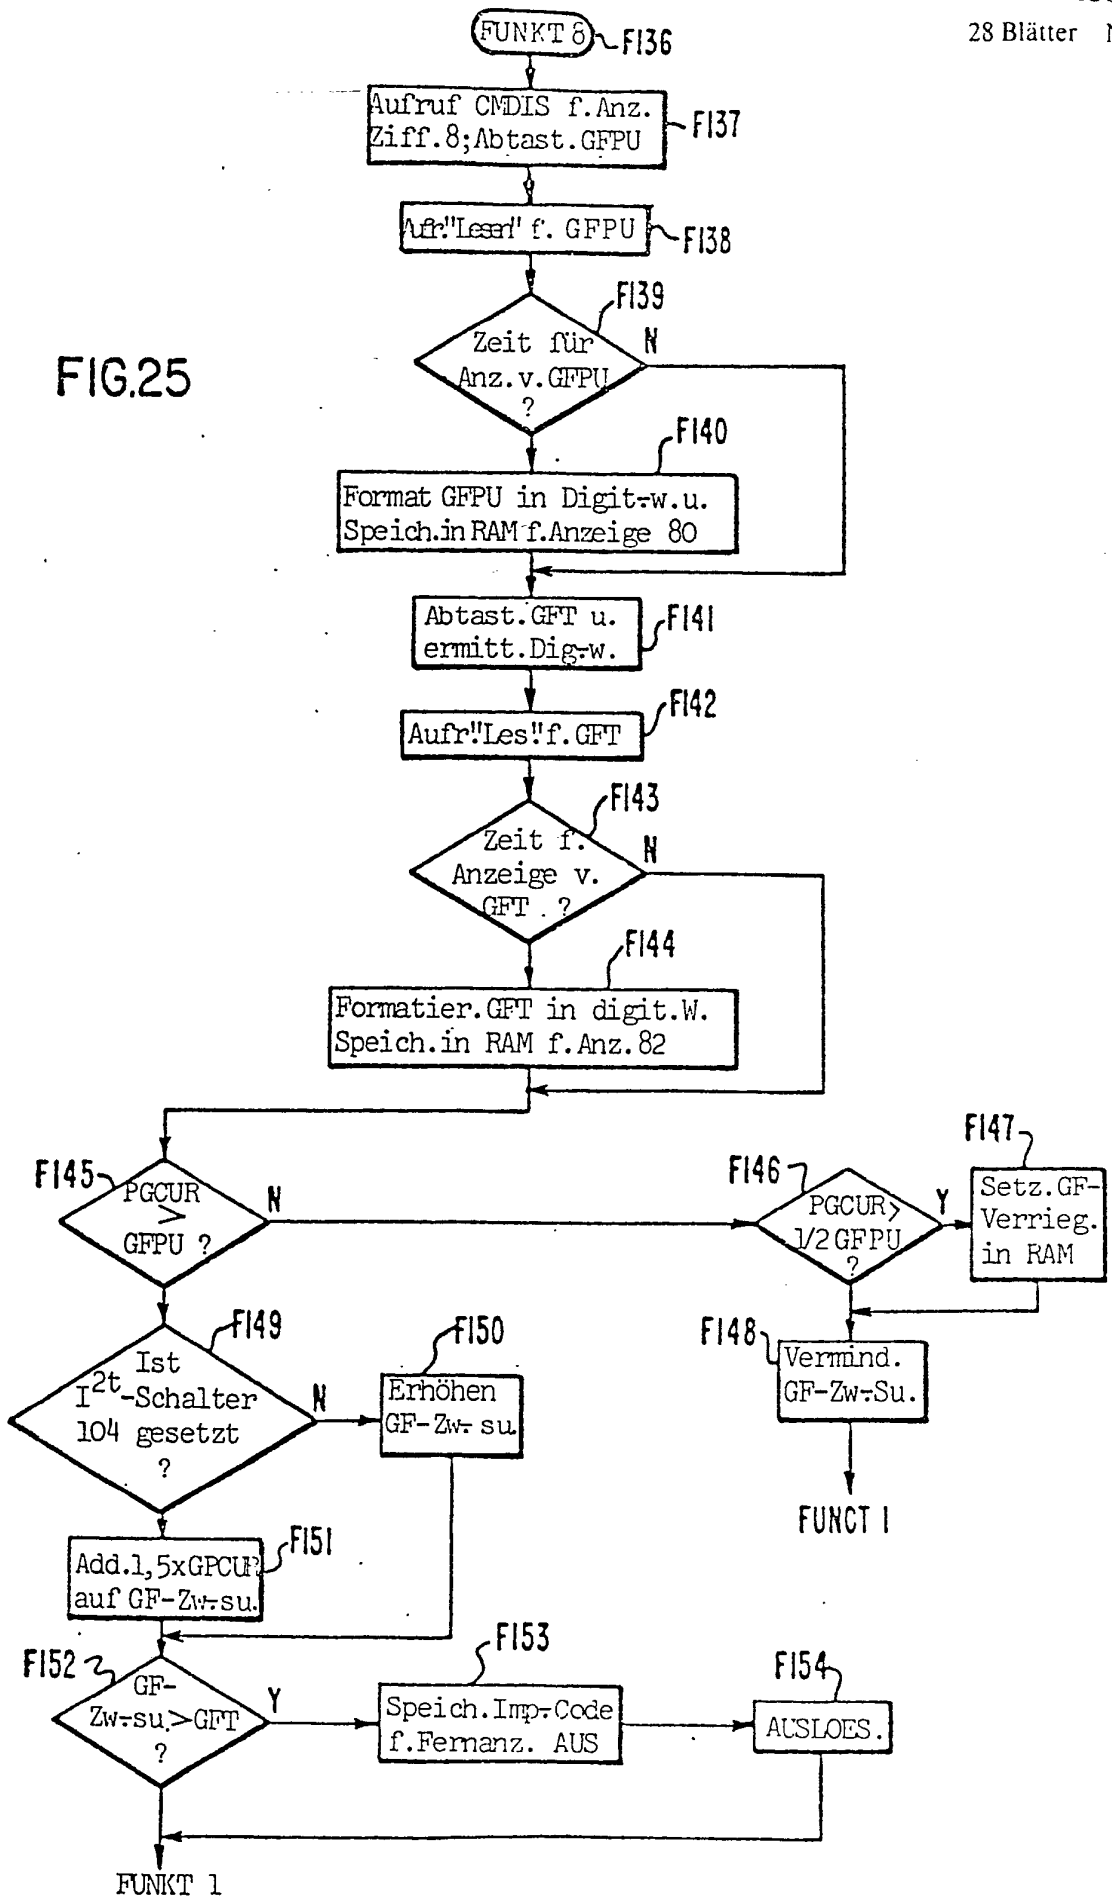 28 Blätter
FUNKT 8
F136
Aufruf CMDIS f.Anz.
Ziff.8;Abtast.GFPU
F137
Aufr."Lesen" f. GFPU
F138
F139
Zeit für
Anz.v.GFPU
?
N
FIG.25
F140
Format GFPU in Digit-w.u.
Speich.in RAM f.Anzeige 80
Abtast.GFT u.
ermitt.Dig-w.
F141
F142
Aufr."Les".f.GFT
F143
Zeit f.
Anzeige v.
GFT . ?
N
F144
Formatier.GFT in digit.W.
Speich.in RAM f.Anz.82
F145
PGCUR
>
GFPU ?
N
F146
PGCUR>
1/2 GFPU
?
Y
F147
Setz.GF-
Verrieg.
in RAM
F148
Vermind.
GF-Zw-Su.
FUNCT 1
F149
Ist
I2t-Schalter
104 gesetzt
?
N
F150
Erhöhen
GF-Zw-su.
F151
Add.1,5xGPCUR
auf GF-Zw-su.
F152
GF-
Zw-su.>GFT
?
Y
F153
Speich.Imp-Code
f.Fernanz. AUS
F154
AUSLOES.
FUNKT 1